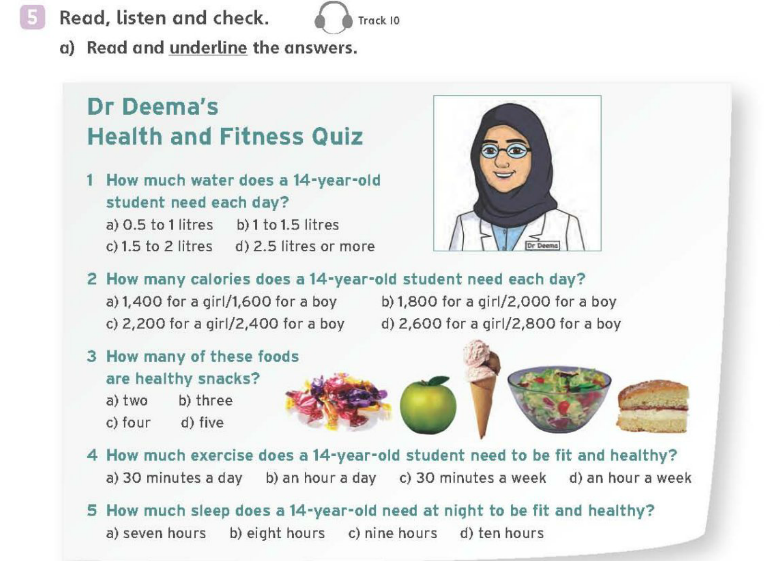 5 Read, listen and check. Track 10
a) Read and underline the answers.
Dr Deema's
Health and Fitness Quiz
1 How much water does a 14-year-old
student need each day?
a) 0.5 to 1 litres b) 1 to 1.5 litres
c) 1.5 to 2 litres d) 2.5 litres or more
Dr Deema
2 How many calories does a 14-year-old student need each day?
a) 1,400 for a girl/1,600 for a boy b) 1,800 for a girl/2,000 for a boy
c) 2,200 for a girl/2,400 for a boy d) 2,600 for a girl/2,800 for a boy
3 How many of these foods
are healthy snacks?
a) two b) three
c) four d) five
4 How much exercise does a 14-year-old student need to be fit and healthy?
a) 30 minutes a day b) an hour a day c) 30 minutes a week d) an hour a week
5 How much sleep does a 14-year-old need at night to be fit and healthy?
a) seven hours b) eight hours c) nine hours d) ten hours